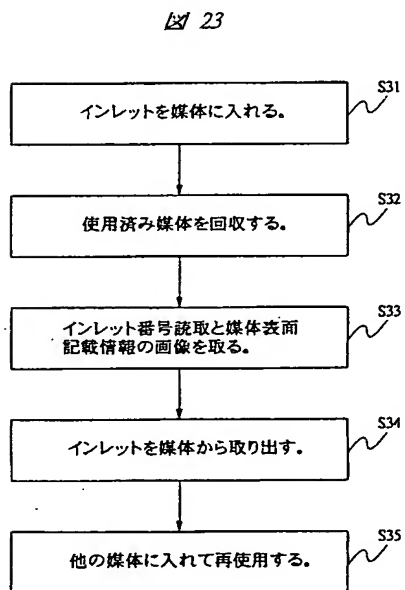 図 23
S31
インレットを媒体に入れる。
S32
使用済み媒体を回収する。
S33
インレット番号読取と媒体表面
記載情報の画像を取る。
S34
インレットを媒体から取り出す。
S35
他の媒体に入れて再使用する。